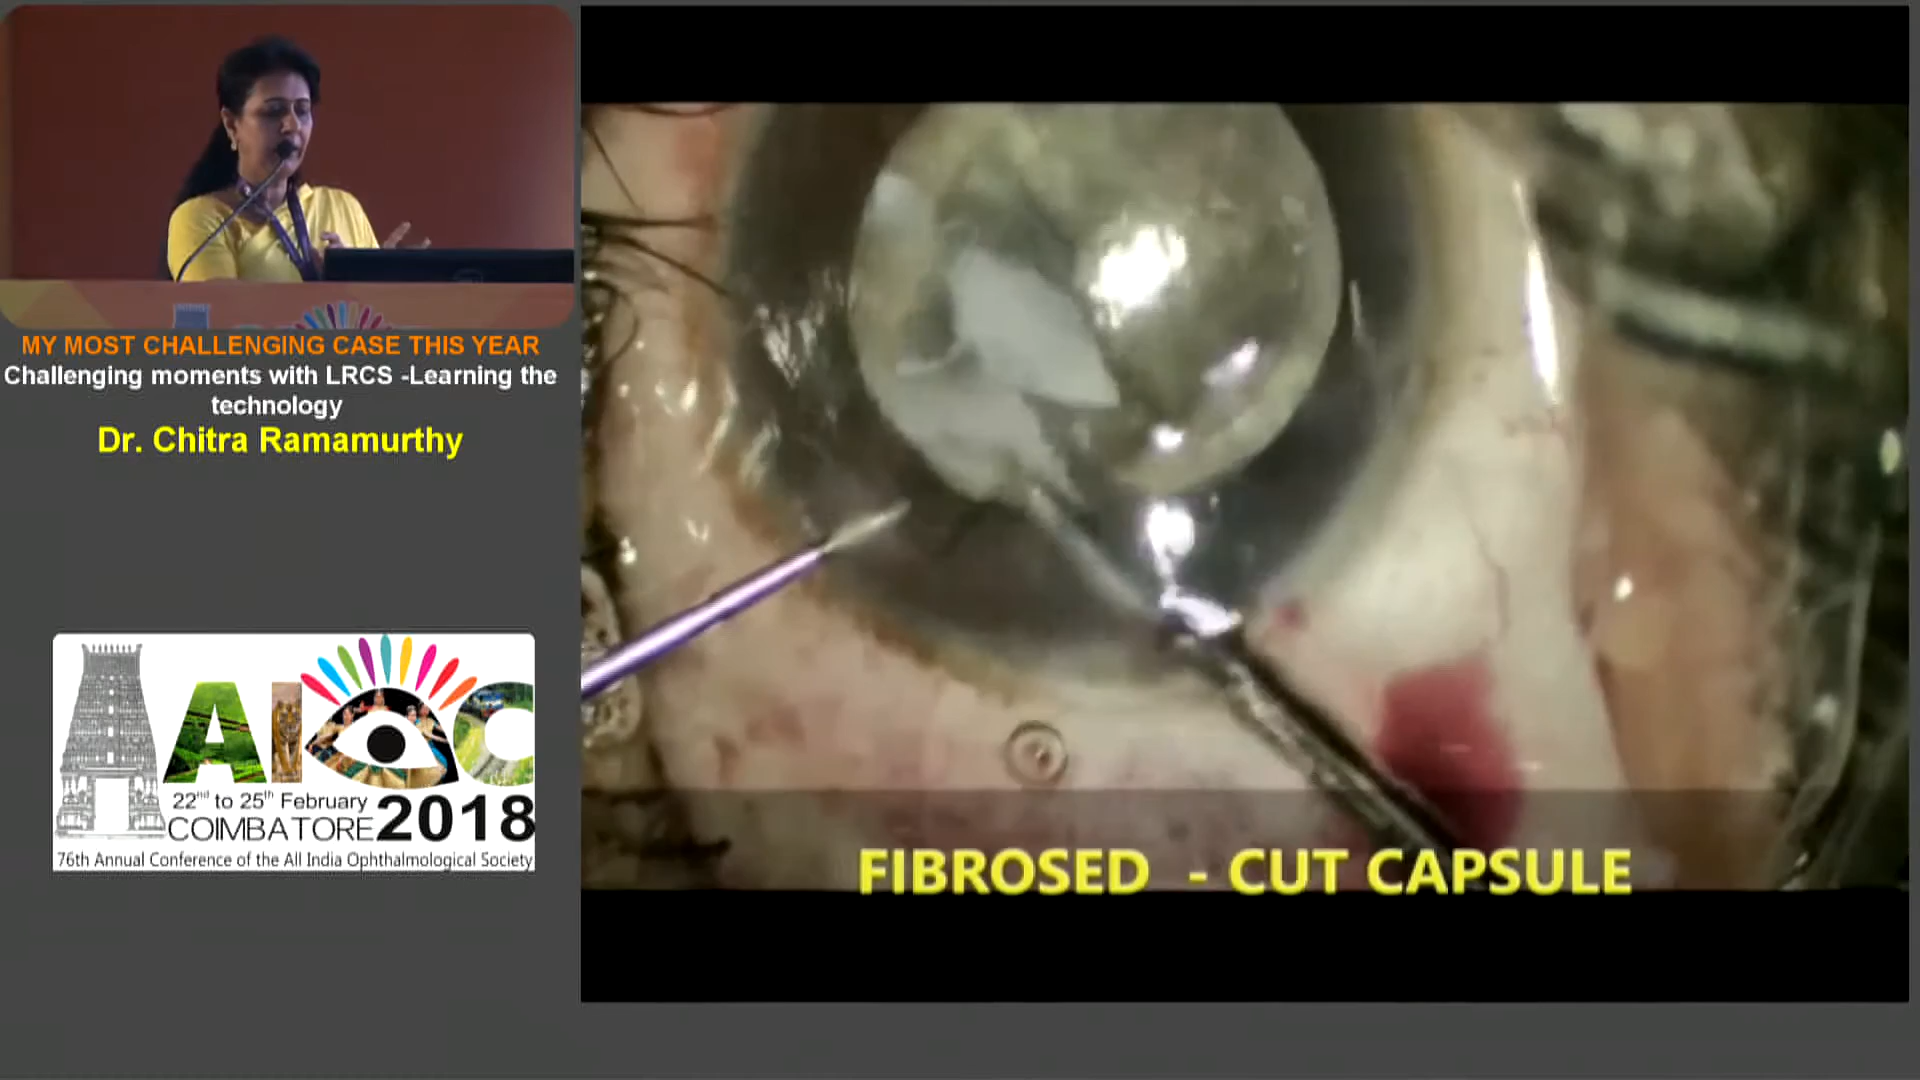 MY MOST CHALLENGING CASE THIS YEAR
Challenging moments with LRCS -Learning the
technology
Dr. Chitra Ramamurthy
AIOC
22nd to 25th February
COIMBATORE 2018
76th Annual Conference of the All India Ophthalmological Society
FIBROSED - CUT CAPSULE